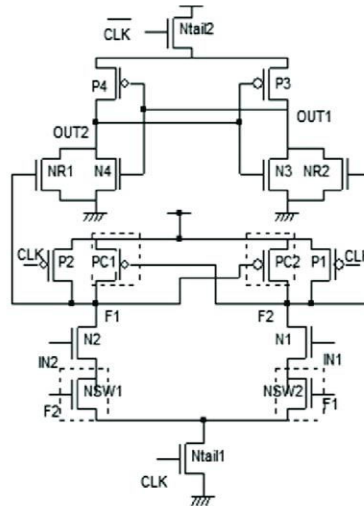 CLK
Ntail2
P4
P3
OUT2
OUT1
NR1
N4
N3
NR2
CLK
P2
PC1
PC2
P1
CL
F1
F2
N2
N1
IN2
IN1
NSW1
NSW2
F2
F1
Ntail1
CLK